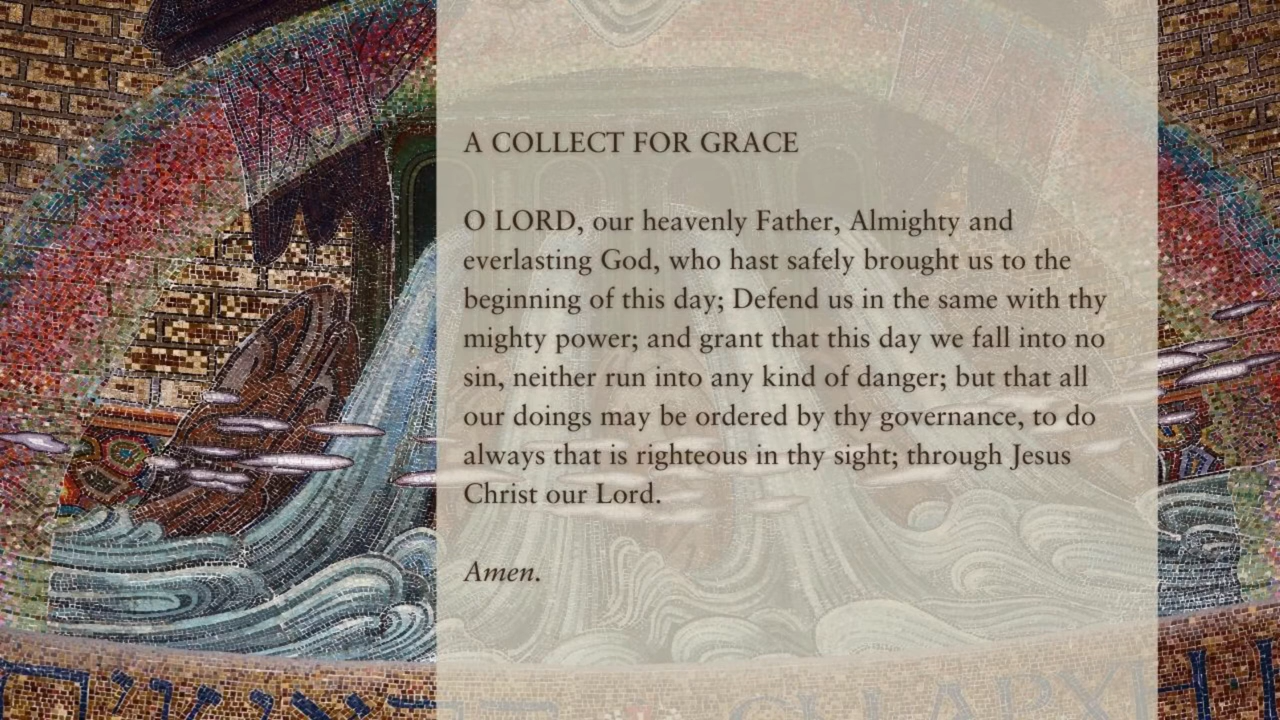 A COLLECT FOR GRACE
O LORD, our heavenly Father, Almighty and
everlasting God, who hast safely brought us to the
beginning of this day; Defend us in the same with thy
mighty power; and grant that this day we fall into no
sin, neither run into any kind of danger; but that all
our doings may be ordered by thy governance, to do
always that is righteous in thy sight; through Jesus
Christ our Lord.
Amen.